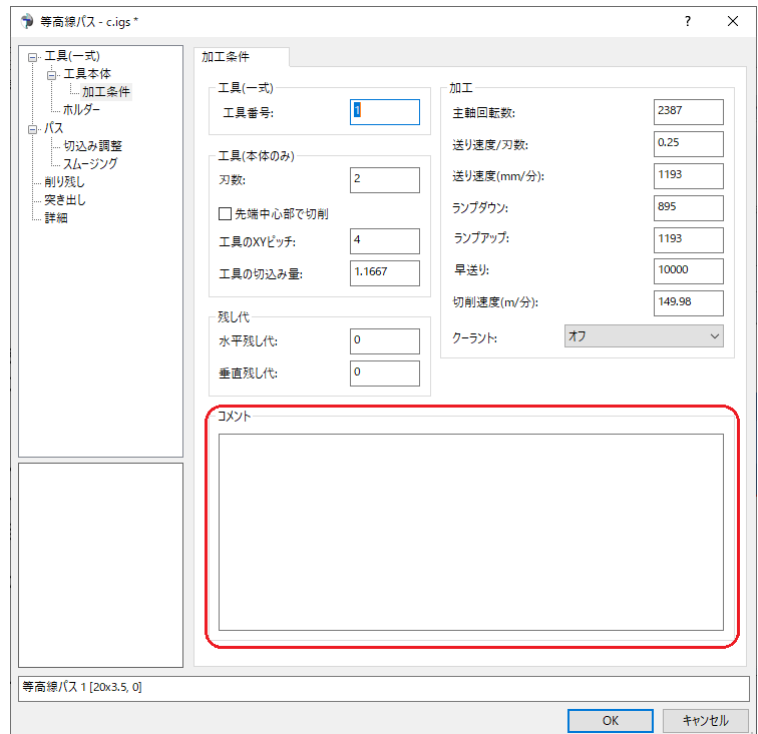 等高線パス - c.igs *
? ×
工具(一式)
工具本体
加工条件
ホルダー
パス
切込み調整
スムージング
削り残し
突き出し
詳細
加工条件
工具(一式)
工具番号: 1
工具(本体のみ)
刃数: 2
先端中心部で切削
工具のXYピッチ: 4
工具の切込み量: 1.1667
残し代
水平残し代: 0
垂直残し代: 0
加工
主軸回転数: 2387
送り速度/刃数: 0.25
送り速度(mm/分): 1193
ランプダウン: 895
ランプアップ: 1193
早送り: 10000
切削速度(m/分): 149.98
クーラント: オフ
コメント
等高線パス 1 [20x3.5, 0]
OK キャンセル